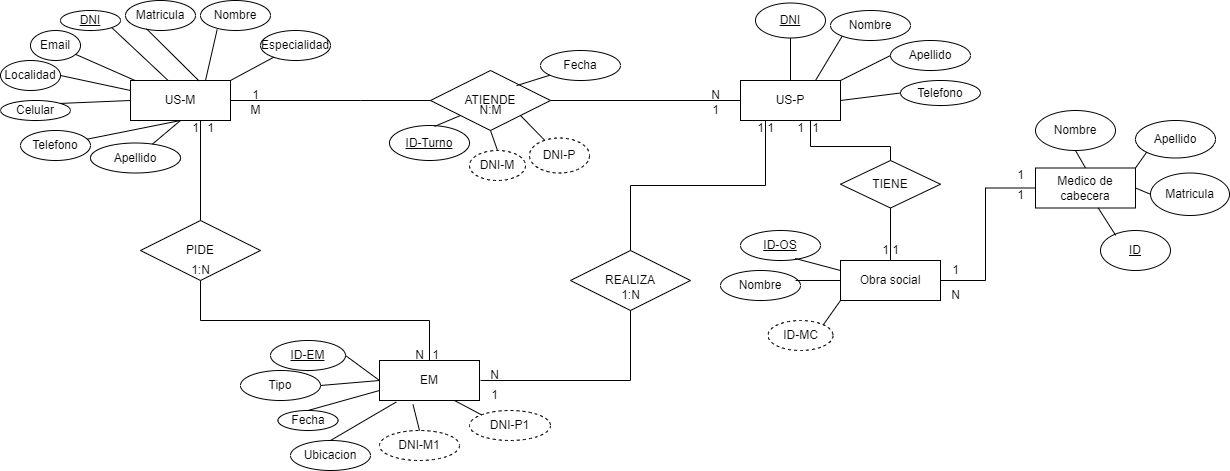 DNI
Matricula
Nombre
Email
Especialidad
Localidad
Celular
Telefono
Apellido
US-M
1
M
1 1
Fecha
ATIENDE
N:M
ID-Turno
DNI-M
DNI-P
N
1
DNI
Nombre
Apellido
Telefono
US-P
1 1
1 1
TIENE
1 1
Nombre
Apellido
Medico de
cabecera
Matricula
ID
1
1
ID-OS
Nombre
Obra social
ID-MC
1
N
PIDE
1:N
REALIZA
1:N
N 1
ID-EM
Tipo
EM
Fecha
Ubicacion
DNI-M1
DNI-P1
N
1